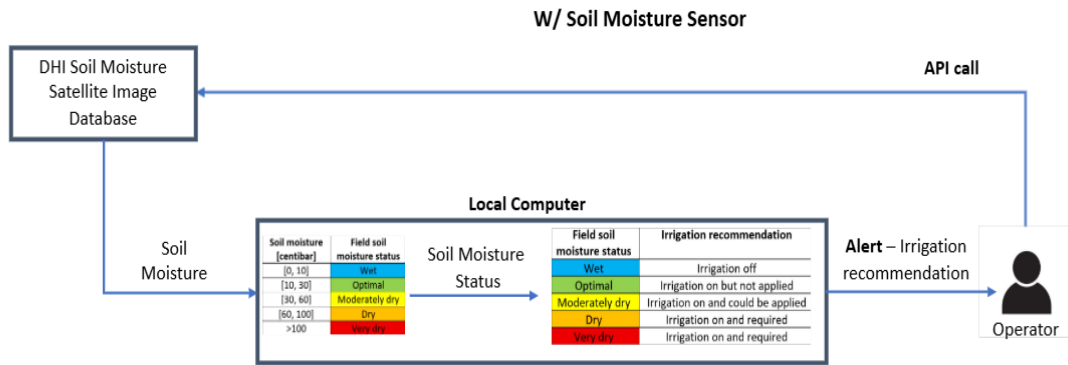 W/ Soil Moisture Sensor
DHI Soil Moisture
Satellite Image
Database
API call
Local Computer
Soil
Moisture
Soil moisture
[centibar]
Field soil
moisture status
[0, 10]
Wet
[10, 30]
Optimal
[30, 60]
Moderately dry
[60, 100]
Dry
>100
Very dry
Soil Moisture
Status
Field soil
moisture status
Irrigation recommendation
Wet
Irrigation off
Optimal
Irrigation on but not applied
Moderately dry
Irrigation on and could be applied
Dry
Irrigation on and required
Very dry
Irrigation on and required
Alert – Irrigation
recommendation
Operator